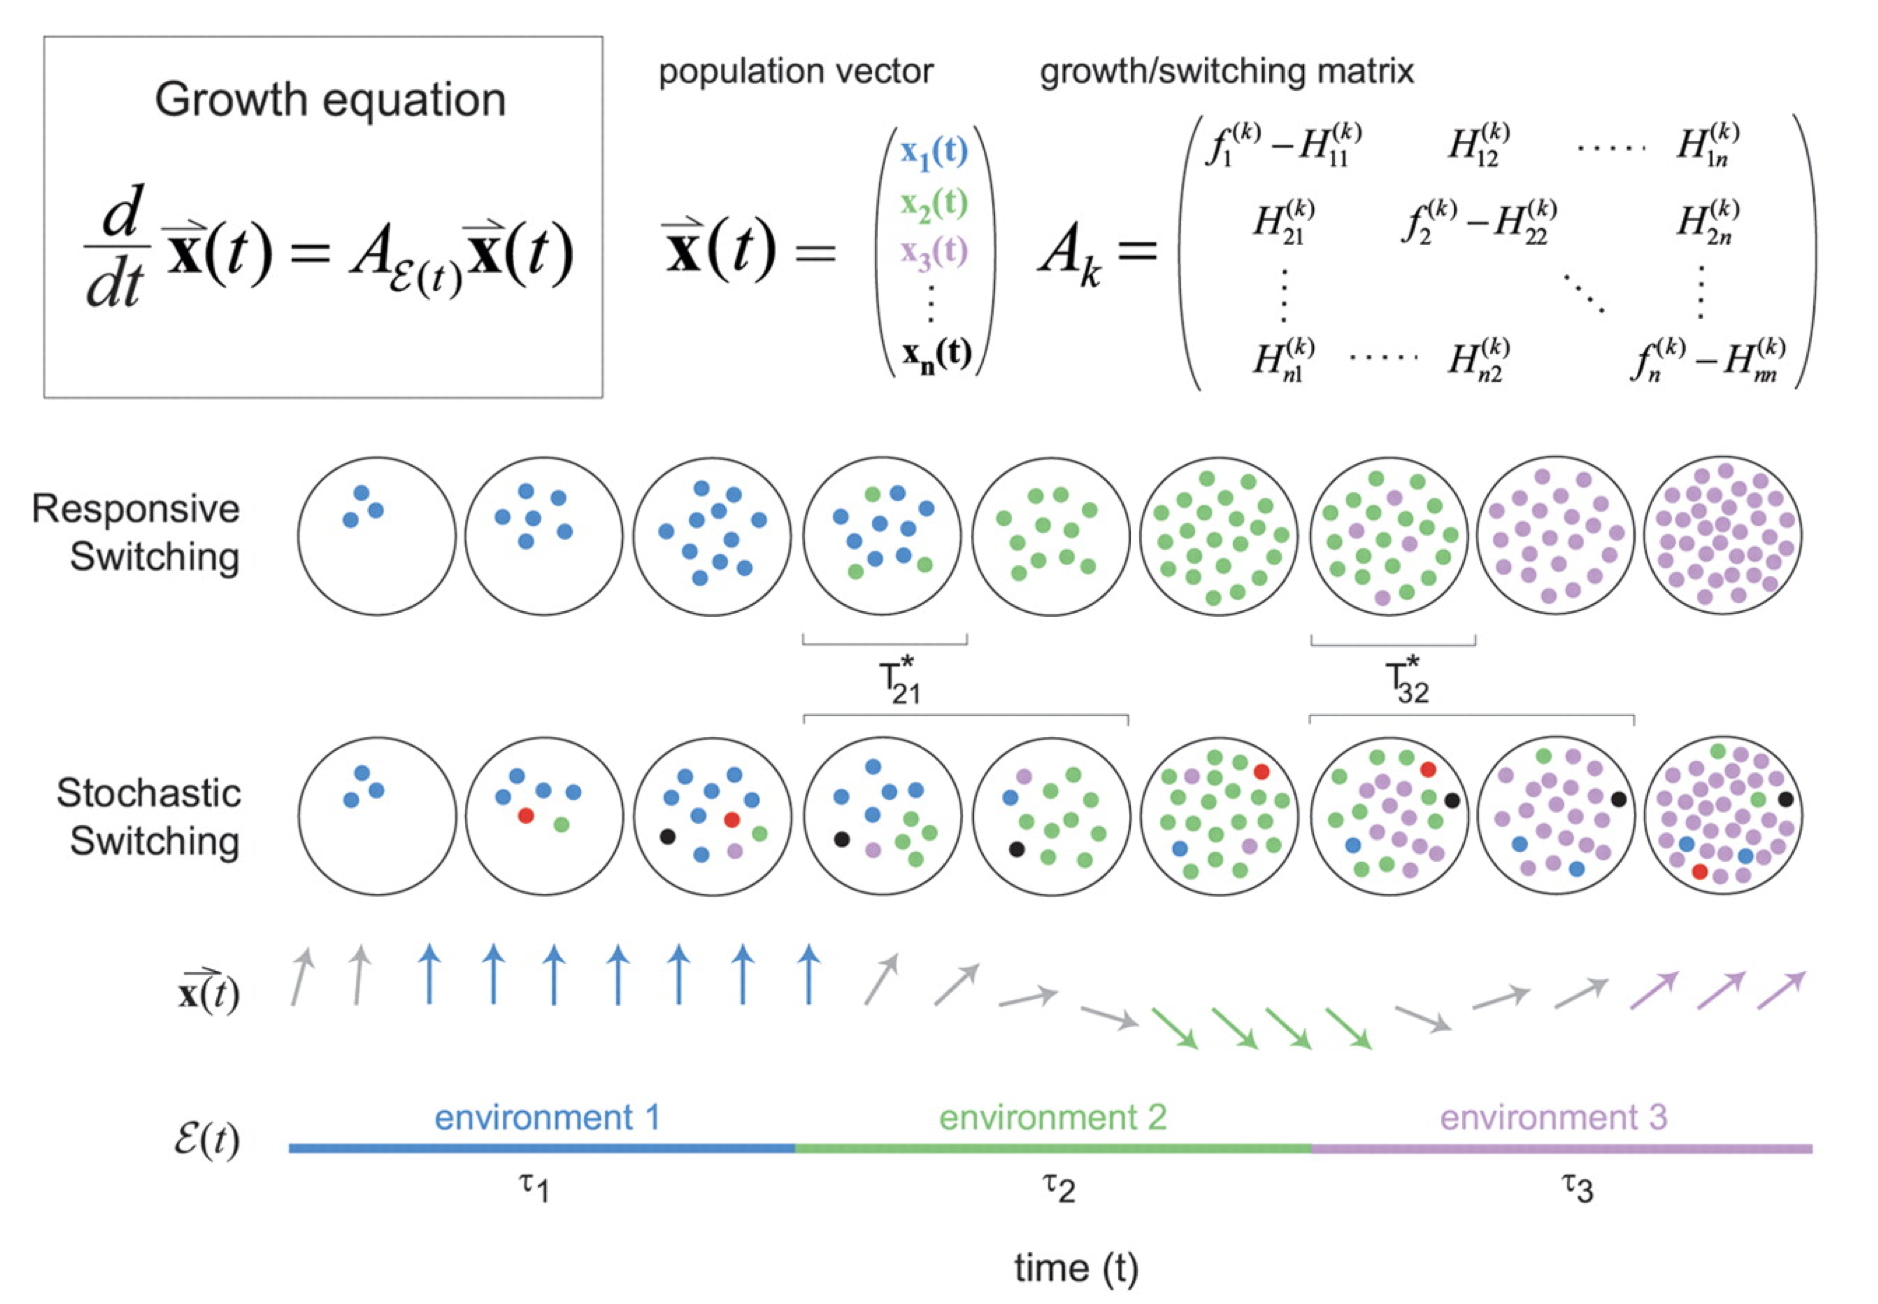 Growth equation
d/dt x⃗(t) = A_ℰ(t) x⃗(t)
population vector
x⃗(t) =
x₁(t)
x₂(t)
x₃(t)
⋮
xₙ(t)
growth/switching matrix
A_k =
f₁^(k) − H₁₁^(k) H₁₂^(k) ····· H₁ₙ^(k)
H₂₁^(k) f₂^(k) − H₂₂^(k) H₂ₙ^(k)
⋮ ⋱ ⋮
Hₙ₁^(k) ····· Hₙ₂^(k) fₙ^(k) − Hₙₙ^(k)
Responsive
Switching
T*₂₁ T*₃₂
Stochastic
Switching
x⃗(t)
ℰ(t) environment 1 environment 2 environment 3
τ₁ τ₂ τ₃
time (t)